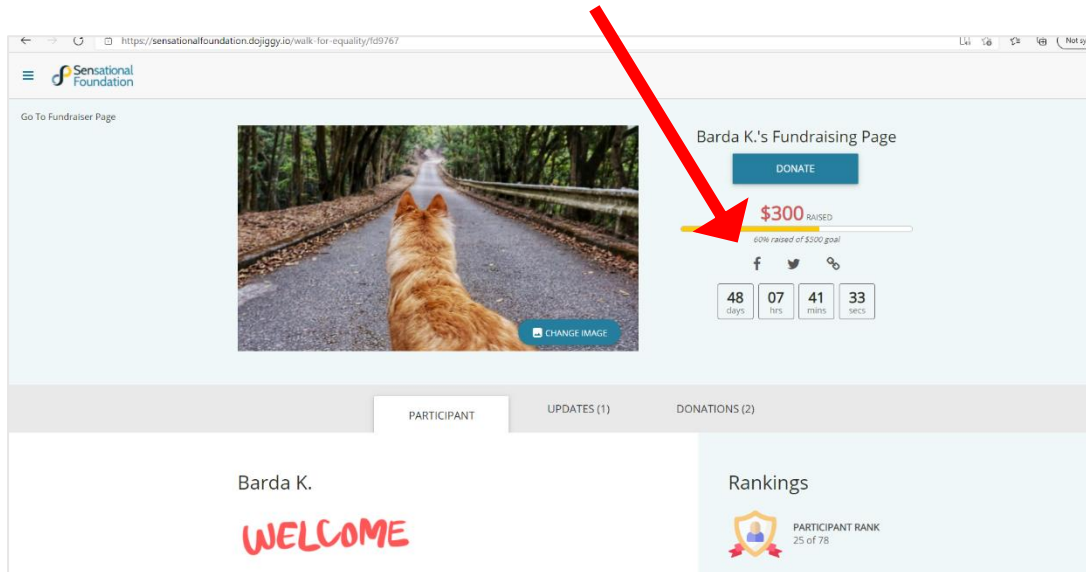 https://sensationalfoundation.dojiggy.io/walk-for-equality/fd9767
Not sy
Sensational
Foundation
Go To Fundraiser Page
Barda K.'s Fundraising Page
DONATE
$300 RAISED
60% raised of $500 goal
48 07 41 33
days hrs mins secs
CHANGE IMAGE
PARTICIPANT UPDATES (1) DONATIONS (2)
Barda K.
WELCOME
Rankings
PARTICIPANT RANK
25 of 78